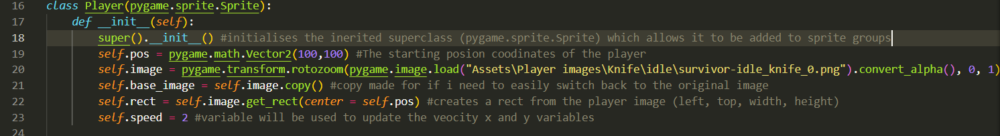 16 class Player(pygame.sprite.Sprite):
17 def __init__(self):
18 super().__init__() #initialises the inerited superclass (pygame.sprite.Sprite) which allows it to be added to sprite groups
19 self.pos = pygame.math.Vector2(100,100) #The starting posion coodinates of the player
20 self.image = pygame.transform.rotozoom(pygame.image.load("Assets\Player images\Knife\idle\survivor-idle_knife_0.png").convert_alpha(), 0, 1)
21 self.base_image = self.image.copy() #copy made for if i need to easily switch back to the original image
22 self.rect = self.image.get_rect(center = self.pos) #creates a rect from the player image (left, top, width, height)
23 self.speed = 2 #variable will be used to update the veocity x and y variables
24